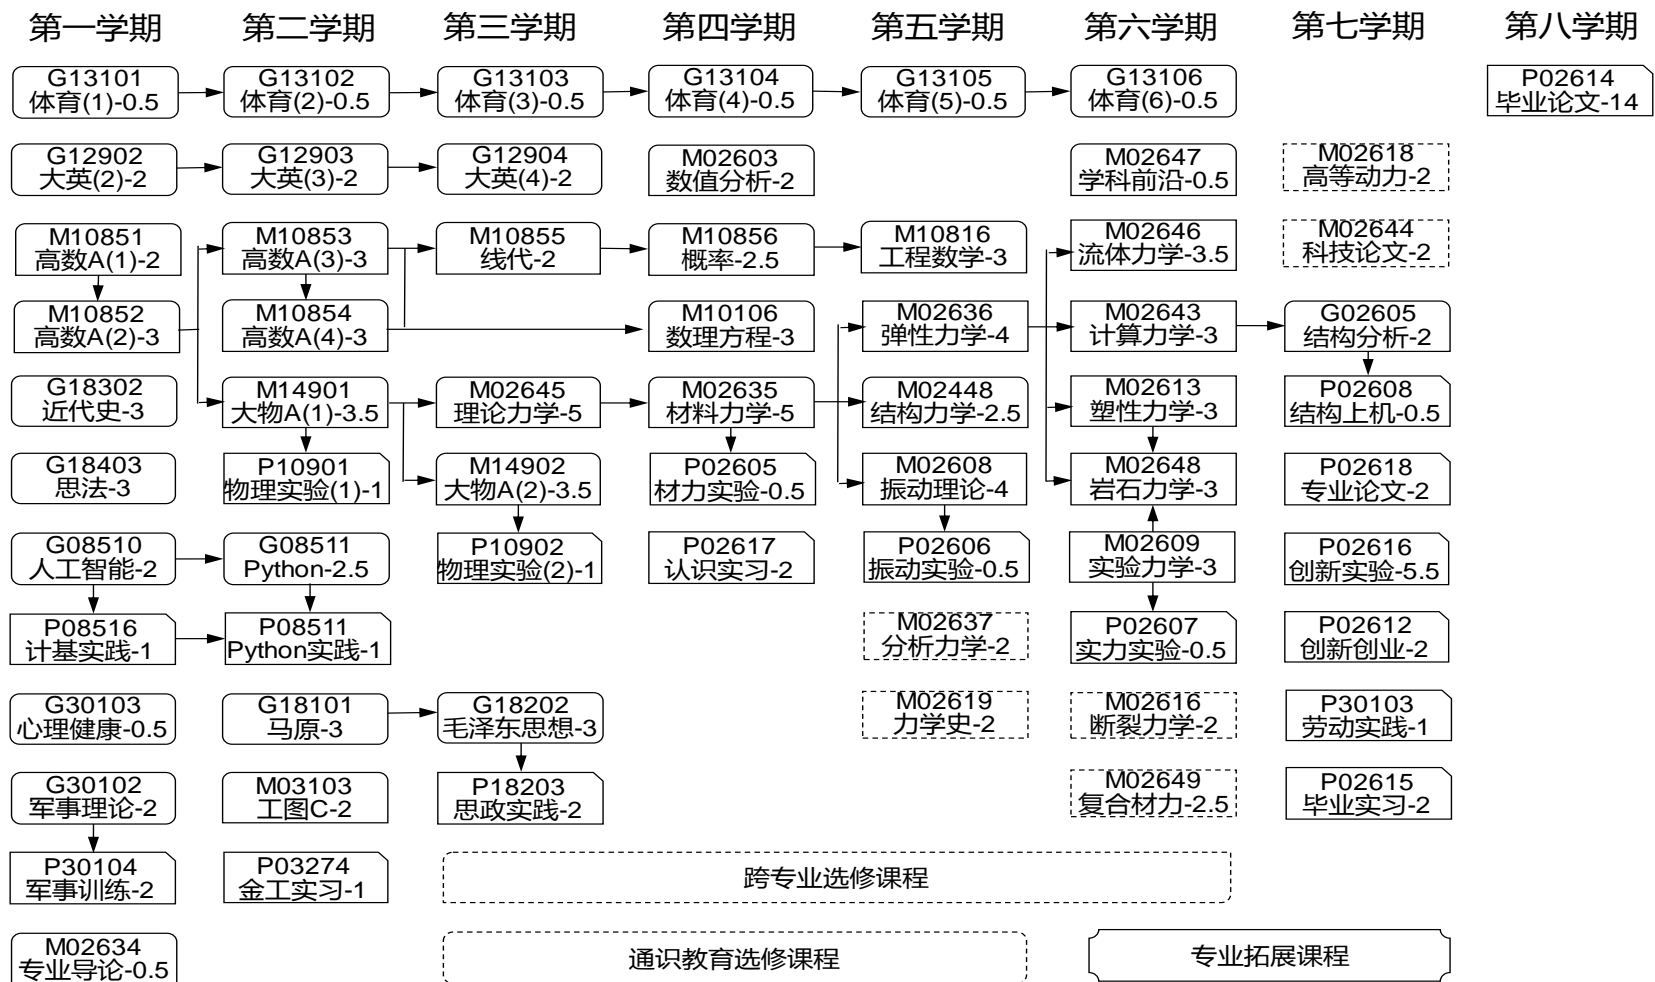 第一学期
第二学期
第三学期
第四学期
第五学期
第六学期
第七学期
第八学期
G13101
体育(1)-0.5
G13102
体育(2)-0.5
G13103
体育(3)-0.5
G13104
体育(4)-0.5
G13105
体育(5)-0.5
G13106
体育(6)-0.5
P02614
毕业论文-14
G12902
大英(2)-2
G12903
大英(3)-2
G12904
大英(4)-2
M02603
数值分析-2
M02647
学科前沿-0.5
M02618
高等动力-2
M10851
高数A(1)-2
M10853
高数A(3)-3
M10855
线代-2
M10856
概率-2.5
M10816
工程数学-3
M02646
流体力学-3.5
M02644
科技论文-2
M10852
高数A(2)-3
M10854
高数A(4)-3
M10106
数理方程-3
M02636
弹性力学-4
M02643
计算力学-3
G02605
结构分析-2
G18302
近代史-3
M14901
大物A(1)-3.5
M02645
理论力学-5
M02635
材料力学-5
M02448
结构力学-2.5
M02613
塑性力学-3
P02608
结构上机-0.5
G18403
思法-3
P10901
物理实验(1)-1
M14902
大物A(2)-3.5
P02605
材力实验-0.5
M02608
振动理论-4
M02648
岩石力学-3
P02618
专业论文-2
G08510
人工智能-2
G08511
Python-2.5
P10902
物理实验(2)-1
P02617
认识实习-2
P02606
振动实验-0.5
M02609
实验力学-3
P02616
创新实验-5.5
P08516
计基实践-1
P08511
Python实践-1
M02637
分析力学-2
P02607
实力实验-0.5
P02612
创新创业-2
G30103
心理健康-0.5
G18101
马原-3
G18202
毛泽东思想-3
M02619
力学史-2
M02616
断裂力学-2
P30103
劳动实践-1
G30102
军事理论-2
M03103
工图C-2
P18203
思政实践-2
M02649
复合材力-2.5
P02615
毕业实习-2
P30104
军事训练-2
P03274
金工实习-1
跨专业选修课程
M02634
专业导论-0.5
通识教育选修课程
专业拓展课程